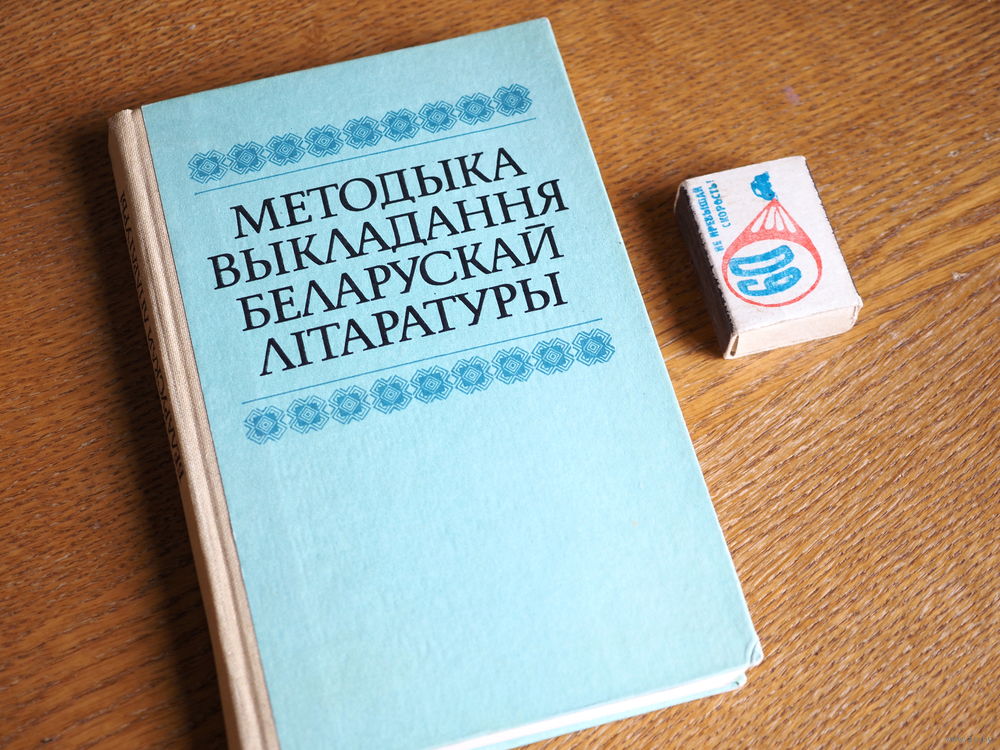 МЕТОДЫКА
ВЫКЛАДАННЯ
БЕЛАРУСКАЙ
ЛІТАРАТУРЫ
НЕ ПРЕВЫШАЙ
СКОРОСТЬ!
60